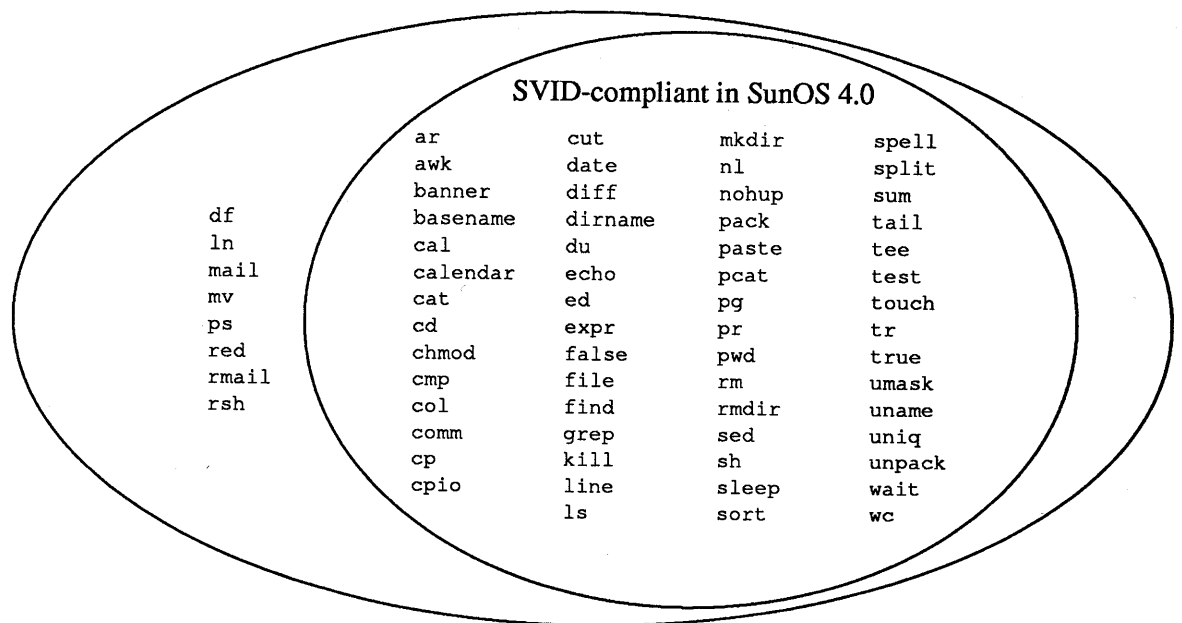 SVID-compliant in SunOS 4.0
df
ln
mail
mv
ps
red
rmail
rsh
ar
awk
banner
basename
cal
calendar
cat
cd
chmod
cmp
col
comm
cp
cpio
cut
date
diff
dirname
du
echo
ed
expr
false
file
find
grep
kill
line
ls
mkdir
nl
nohup
pack
paste
pcat
pg
pr
pwd
rm
rmdir
sed
sh
sleep
sort
spell
split
sum
tail
tee
test
touch
tr
true
umask
uname
uniq
unpack
wait
wc